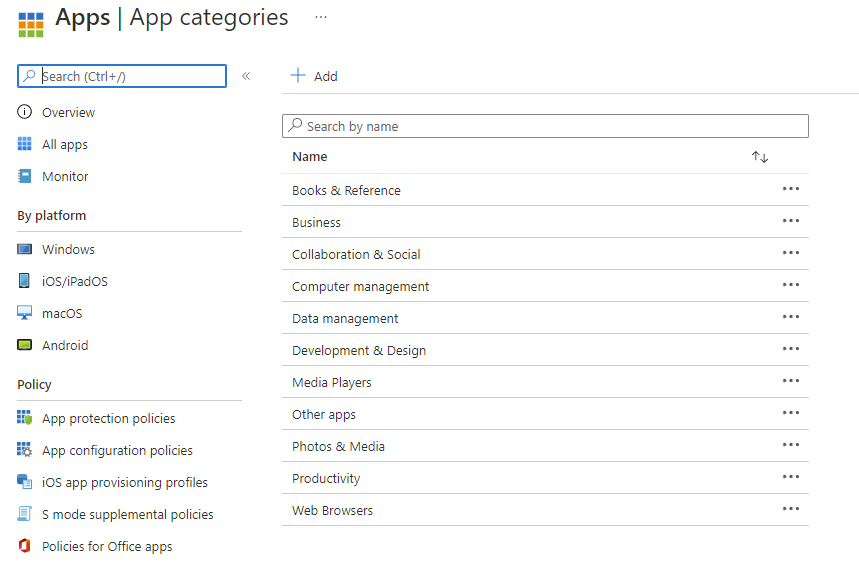 Apps | App categories ...
Search (Ctrl+/) «
Overview
All apps
Monitor
By platform
Windows
iOS/iPadOS
macOS
Android
Policy
App protection policies
App configuration policies
iOS app provisioning profiles
S mode supplemental policies
Policies for Office apps
+ Add
Search by name
Name ↑↓
Books & Reference ...
Business ...
Collaboration & Social ...
Computer management ...
Data management ...
Development & Design ...
Media Players ...
Other apps ...
Photos & Media ...
Productivity ...
Web Browsers ...